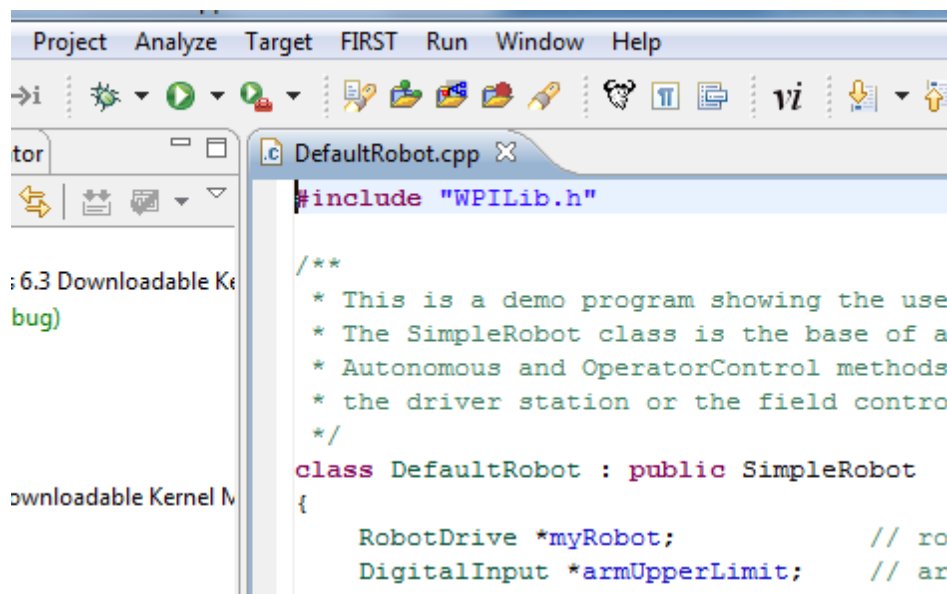 Project Analyze Target FIRST Run Window Help
i vi
tor
.c DefaultRobot.cpp
#include "WPILib.h"
6.3 Downloadable Ke
bug)
/**
* This is a demo program showing the use
* The SimpleRobot class is the base of a
* Autonomous and OperatorControl methods
* the driver station or the field contro
*/
class DefaultRobot : public SimpleRobot
ownloadable Kernel M
{
RobotDrive *myRobot; // ro
DigitalInput *armUpperLimit; // ar